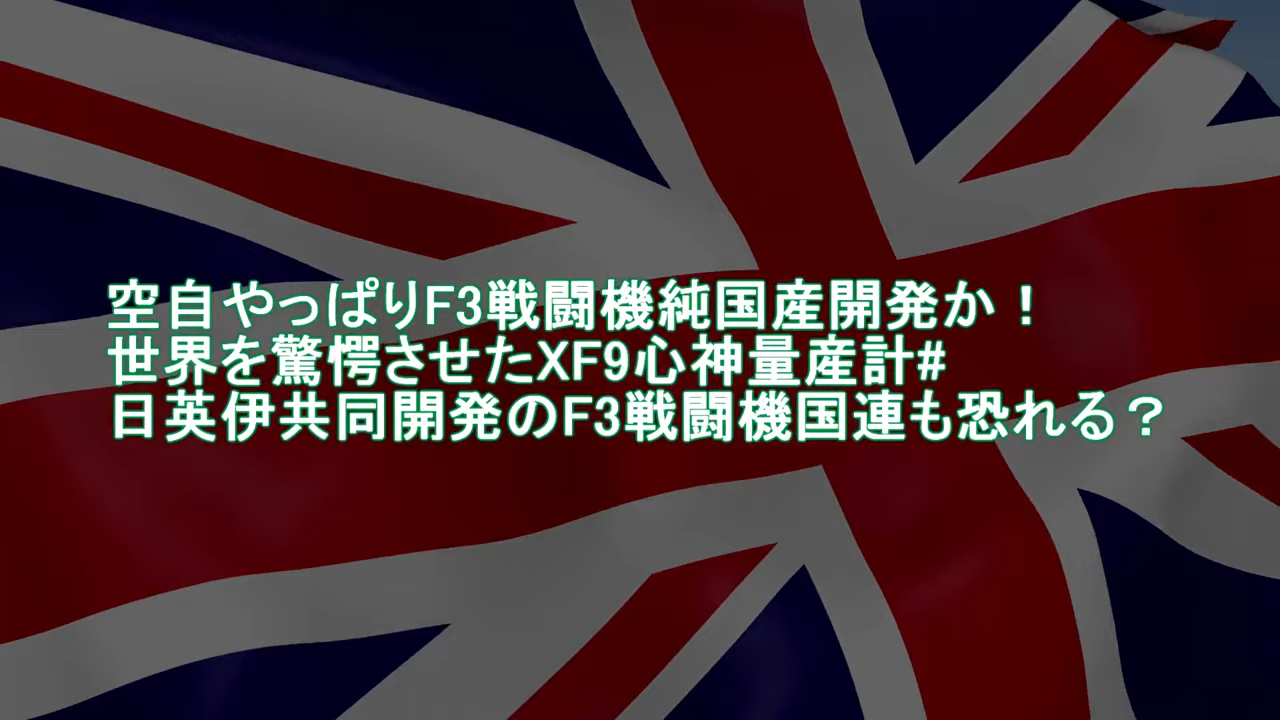 空自やっぱりF3戦闘機純国産開発か！
世界を驚愕させたXF9心神量産計#
日英伊共同開発のF3戦闘機国連も恐れる？